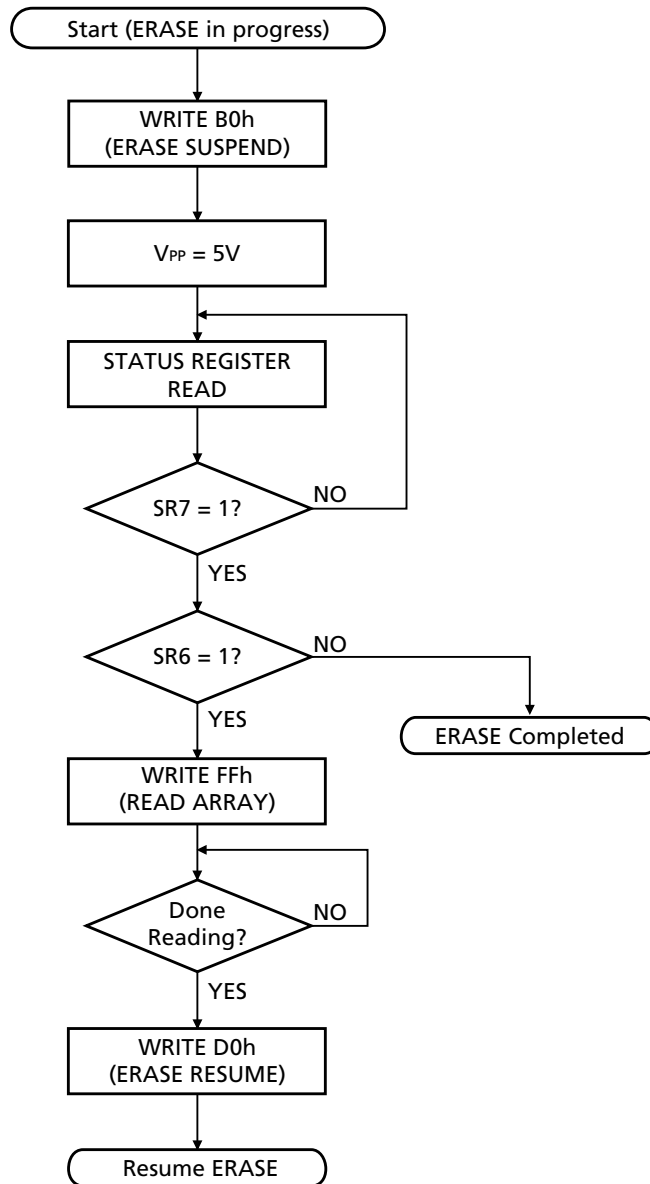 Start (ERASE in progress)
WRITE B0h
(ERASE SUSPEND)
VPP = 5V
STATUS REGISTER
READ
SR7 = 1?
NO
YES
SR6 = 1?
NO
YES
ERASE Completed
WRITE FFh
(READ ARRAY)
Done
Reading?
NO
YES
WRITE D0h
(ERASE RESUME)
Resume ERASE